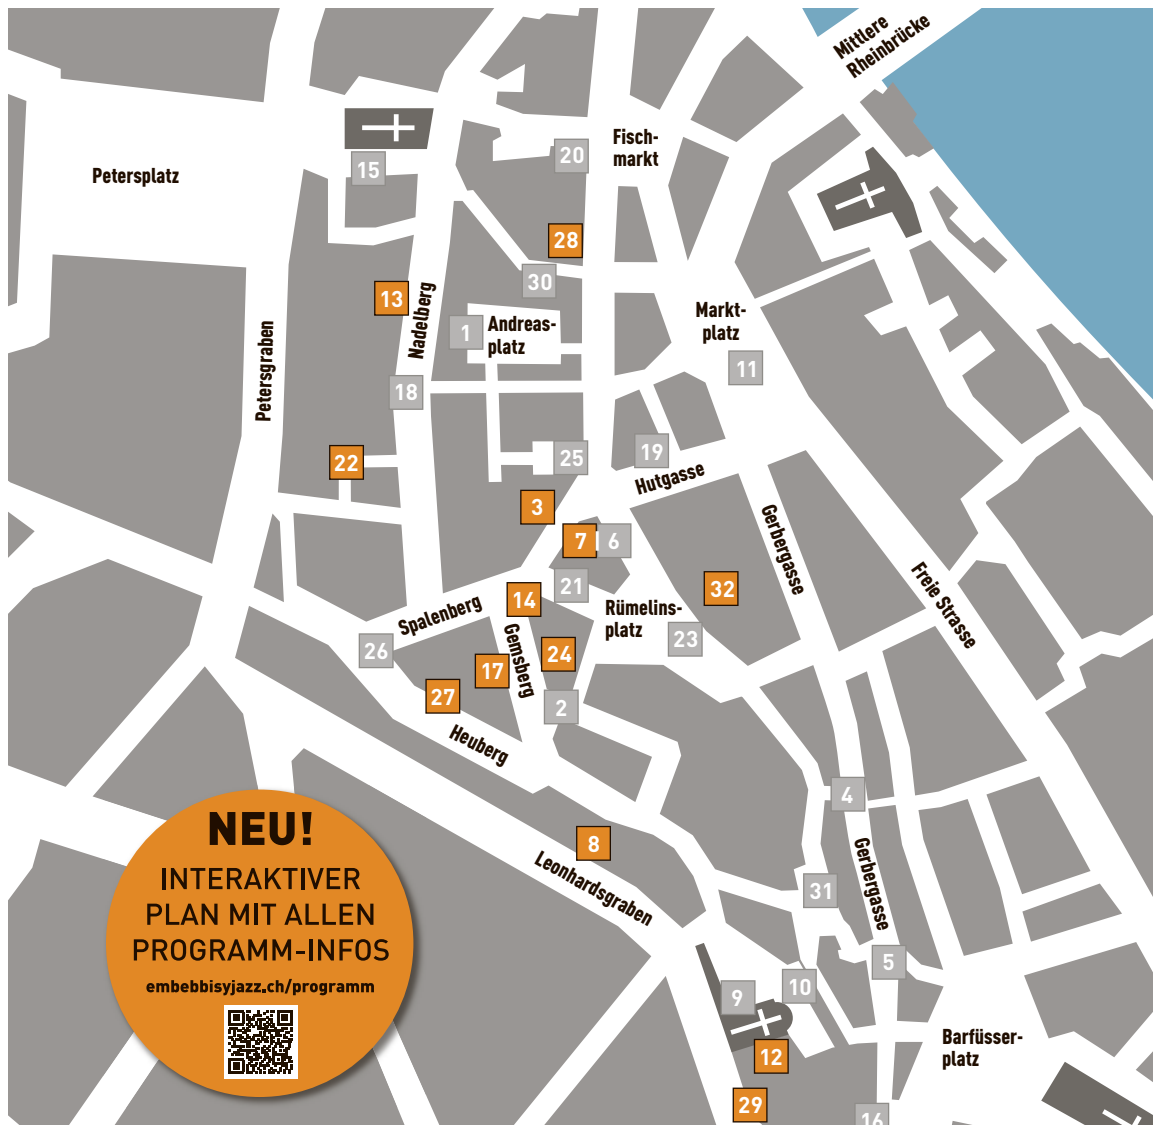 Mittlere
Rheinbrücke
Fisch-
markt
20
15
Petersplatz
28
30
13
Nadelberg
Markt-
platz
1
Andreas-
platz
11
Petersgraben
18
19
25
22
Hutgasse
3
Gerbergasse
7
6
21
32
14
Freie Strasse
Spalenberg
Rümelins-
platz
23
26
Gemsberg
24
17
27
2
Heuberg
4
NEU!
INTERAKTIVER
PLAN MIT ALLEN
PROGRAMM-INFOS
embebbisyjazz.ch/programm
8
Leonhardsgraben
Gerbergasse
31
5
10
9
Barfüsser-
platz
12
29
16